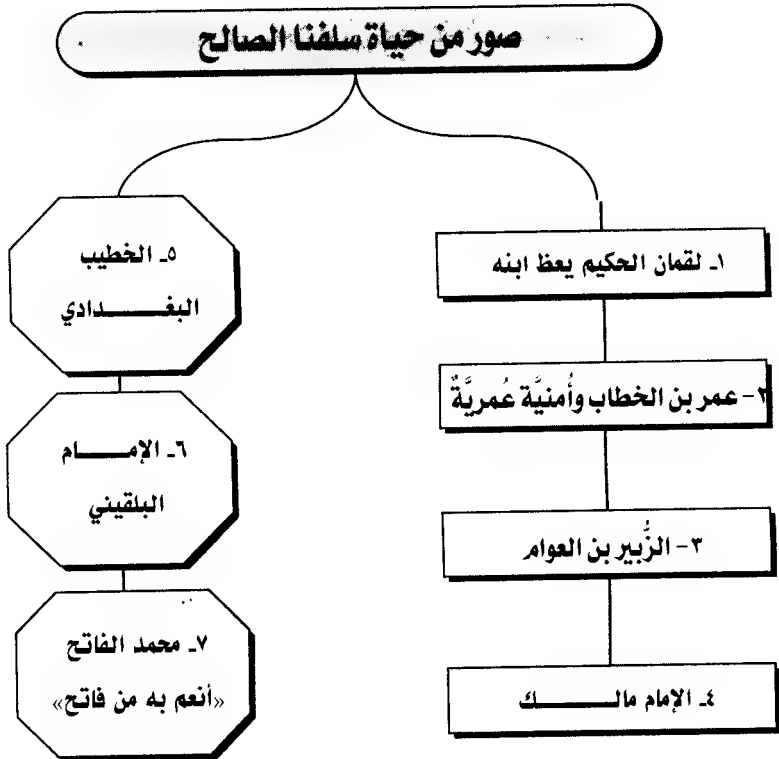 صور من حياة سلفنا الصالح
١ـ لقمان الحكيم يعظ ابنه
٢- عمر بن الخطاب وأُمنيَّة عُمريَّةٌ
٣- الزُّبير بن العوام
٤ـ الإمام مالـــــك
٥ـ الخطيب
البغـــــدادي
٦ـ الإمـــــام
البلقيني
٧ـ محمد الفاتح
«أنعم به من فاتح»